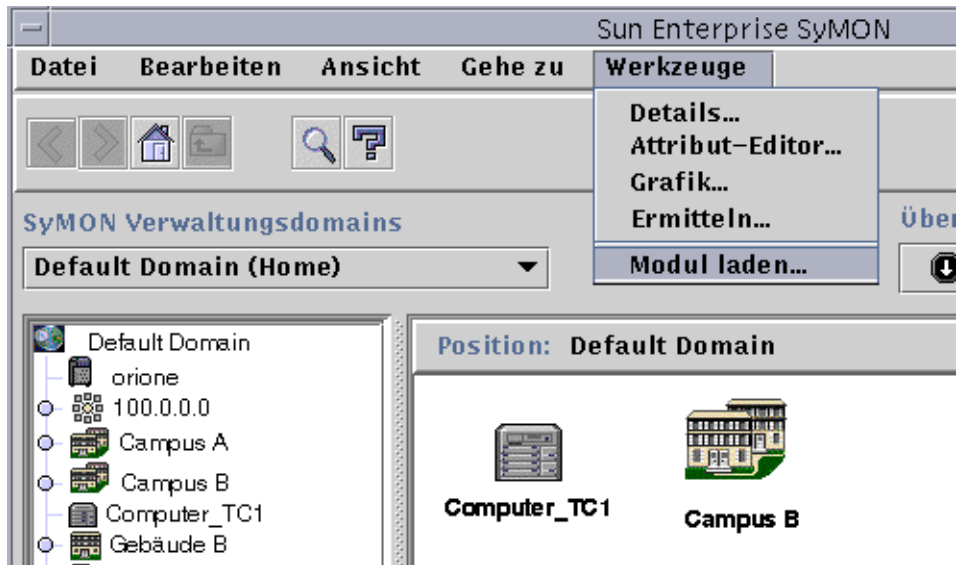 Sun Enterprise SyMON
Datei Bearbeiten Ansicht Gehe zu Werkzeuge
Details...
Attribut-Editor...
Grafik...
Ermitteln...
Modul laden...
SyMON Verwaltungsdomains
Default Domain (Home)
Default Domain
orione
100.0.0.0
Campus A
Campus B
Computer_TC1
Gebäude B
Position: Default Domain
Computer_TC1
Campus B